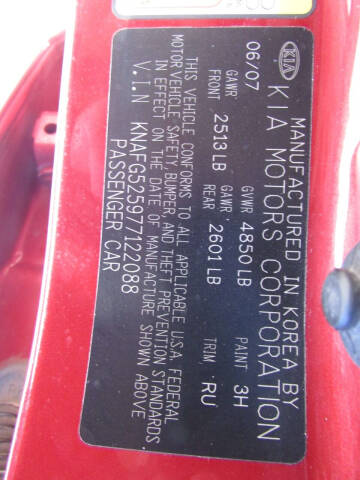 KIA
MANUFACTURED IN KOREA BY
KIA MOTORS CORPORATION
06/07 GVWR 4850 LB PAINT 3H
GAWR FRONT 2513 LB GAWR REAR 2601 LB TRIM, RU
THIS VEHICLE CONFORMS TO ALL APPLICABLE U.S.A. FEDERAL
MOTOR VEHICLE SAFETY, BUMPER, AND THEFT PREVENTION STANDARDS
IN EFFECT ON THE DATE OF MANUFACTURE SHOWN ABOVE
V.I.N KNAFG525977122088
PASSENGER CAR